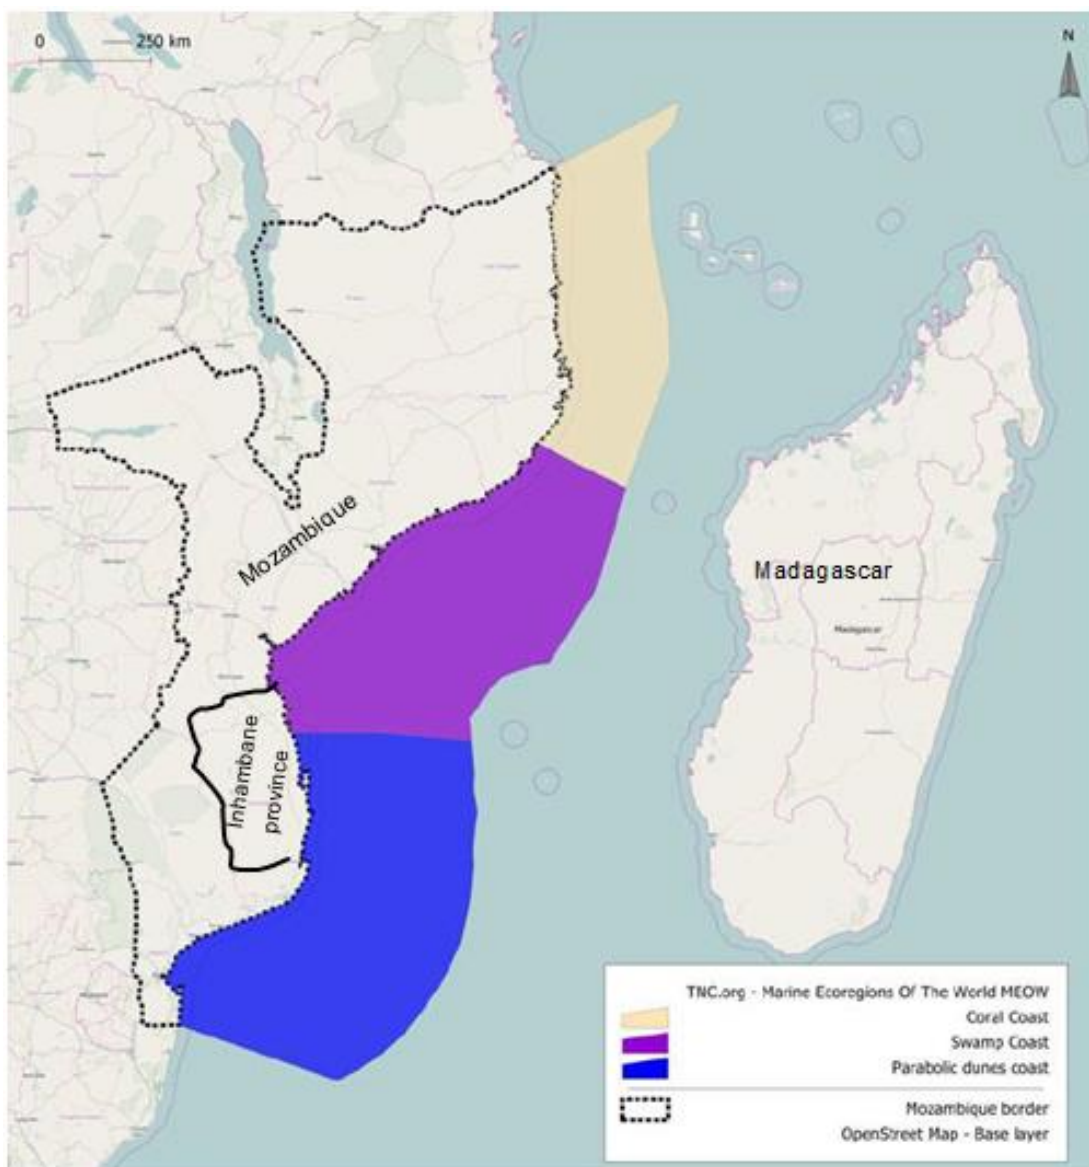 0 250 km
N
Mozambique
Madagascar
Madagascar
Inhambane
province
TNC.org - Marine Ecoregions Of The World MEOW
Coral Coast
Swamp Coast
Parabolic dunes coast
Mozambique border
OpenStreet Map - Base layer